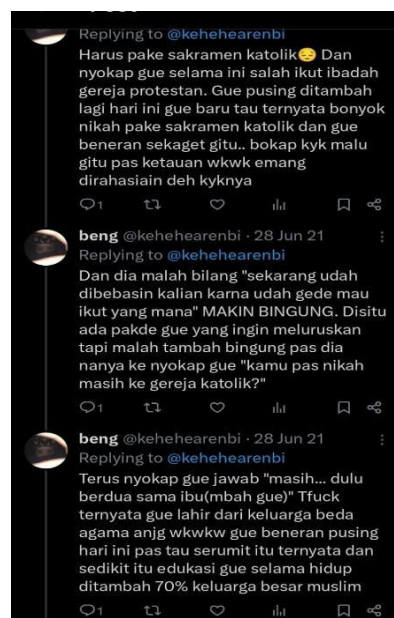 Replying to @kehehearenbi
Harus pake sakramen katolik😔 Dan
nyokap gue selama ini salah ikut ibadah
gereja protestan. Gue pusing ditambah
lagi hari ini gue baru tau ternyata bonyok
nikah pake sakramen katolik dan gue
beneran sekaget gitu.. bokap kyk malu
gitu pas ketauan wkwk emang
dirahasiain deh kyknya
1
beng @kehehearenbi · 28 Jun 21
Replying to @kehehearenbi
Dan dia malah bilang "sekarang udah
dibebasin kalian karna udah gede mau
ikut yang mana" MAKIN BINGUNG. Disitu
ada pakde gue yang ingin meluruskan
tapi malah tambah bingung pas dia
nanya ke nyokap gue "kamu pas nikah
masih ke gereja katolik?"
1
beng @kehehearenbi · 28 Jun 21
Replying to @kehehearenbi
Terus nyokap gue jawab "masih... dulu
berdua sama ibu(mbah gue)" Tfuck
ternyata gue lahir dari keluarga beda
agama anjg wkwkw gue beneran pusing
hari ini pas tau serumit itu ternyata dan
sedikit itu edukasi gue selama hidup
ditambah 70% keluarga besar muslim
1